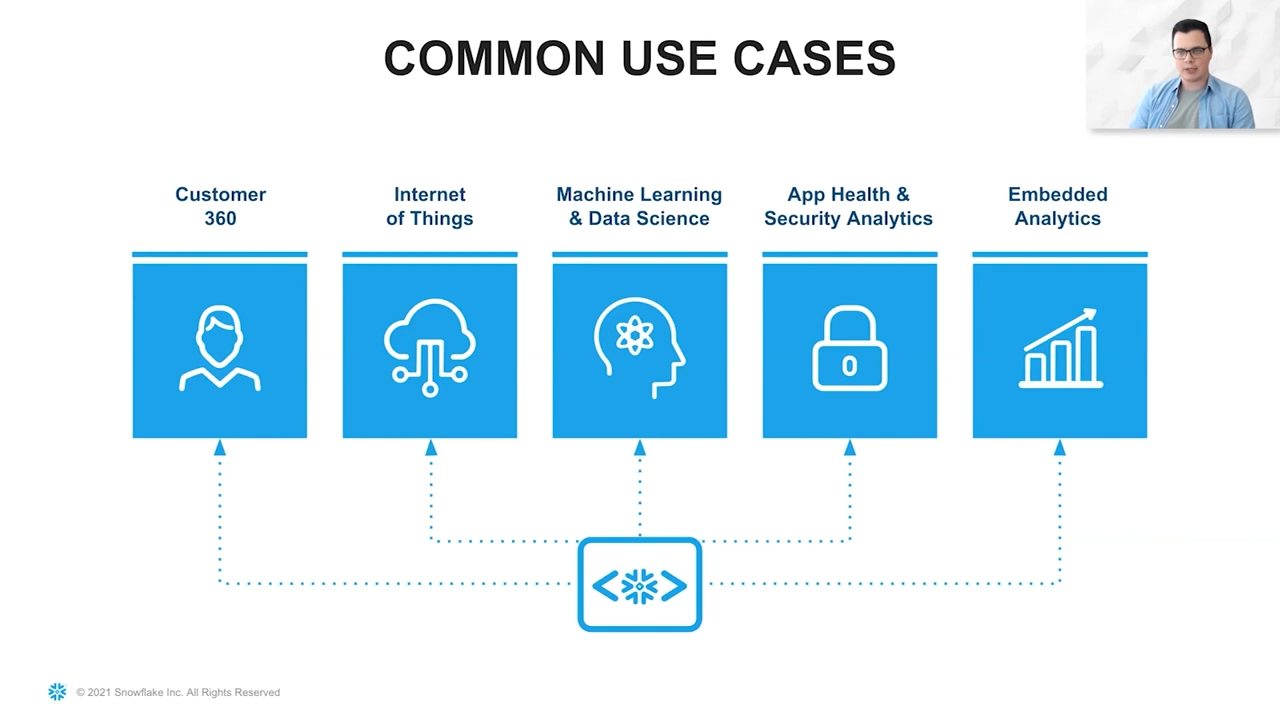 COMMON USE CASES
Customer
360
Internet
of Things
Machine Learning
& Data Science
App Health &
Security Analytics
Embedded
Analytics
© 2021 Snowflake Inc. All Rights Reserved